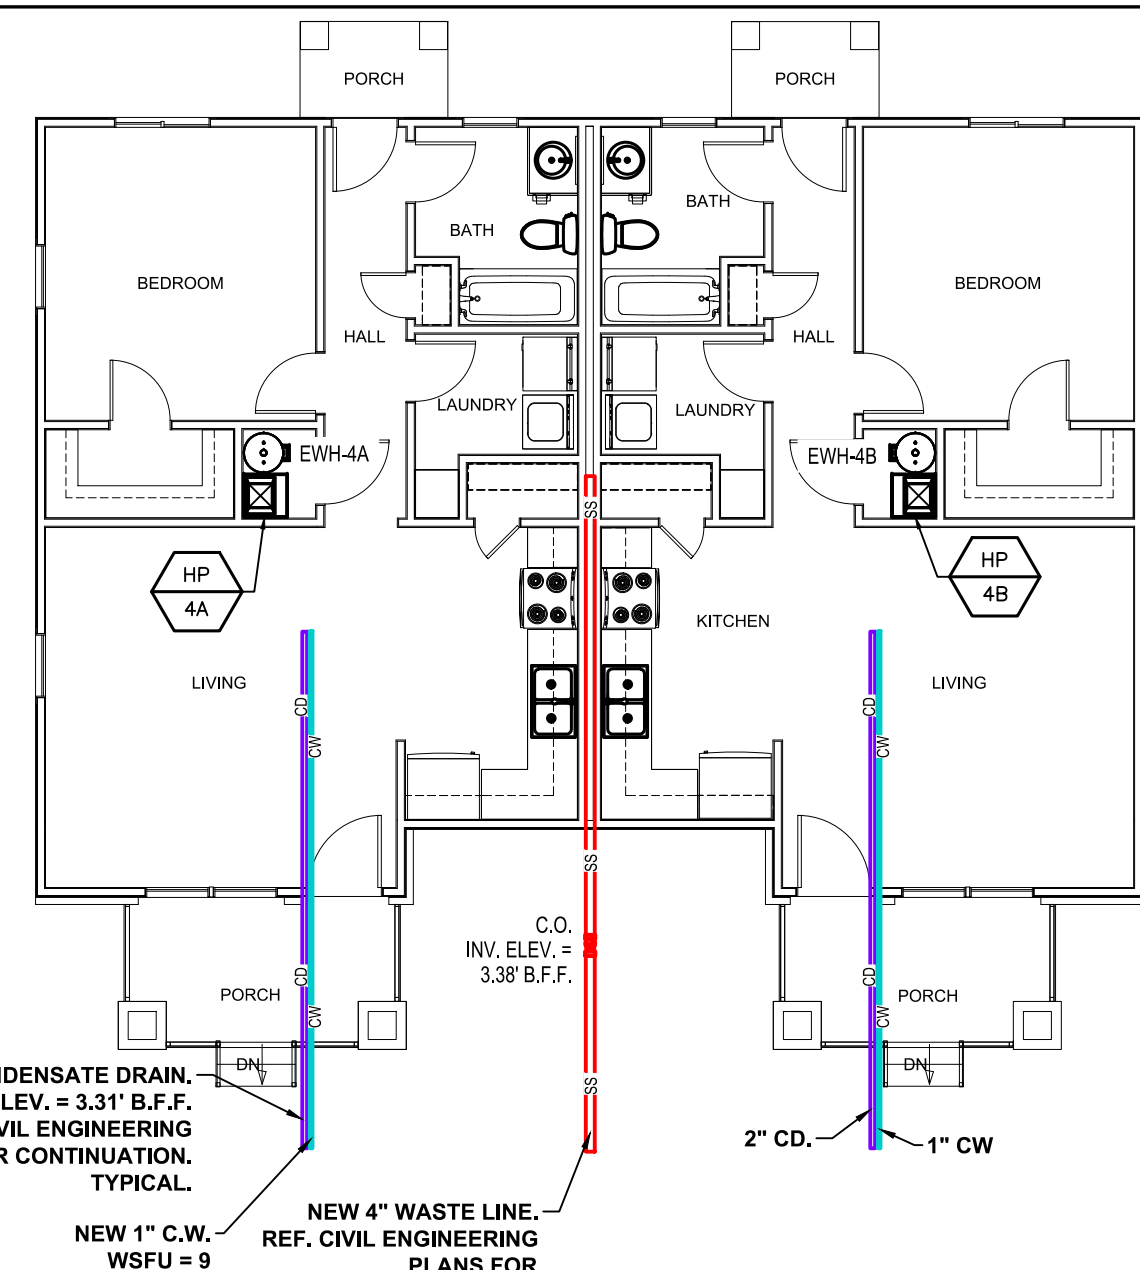 PORCH
PORCH
BATH
BATH
BEDROOM
BEDROOM
HALL
HALL
LAUNDRY
LAUNDRY
EWH-4A
EWH-4B
HP
4A
HP
4B
SS
KITCHEN
LIVING
LIVING
CD
CW
CD
CW
SS
C.O.
INV. ELEV. =
3.38' B.F.F.
CD
CW
CD
CW
PORCH
PORCH
DN
DN
SS
DENSATE DRAIN.
LEV. = 3.31' B.F.F.
ENGINEERING
CONTINUATION.
TYPICAL.
2" CD.
1" CW
NEW 1" C.W.
WSFU = 9
NEW 4" WASTE LINE.
REF. CIVIL ENGINEERING
PLANS FOR